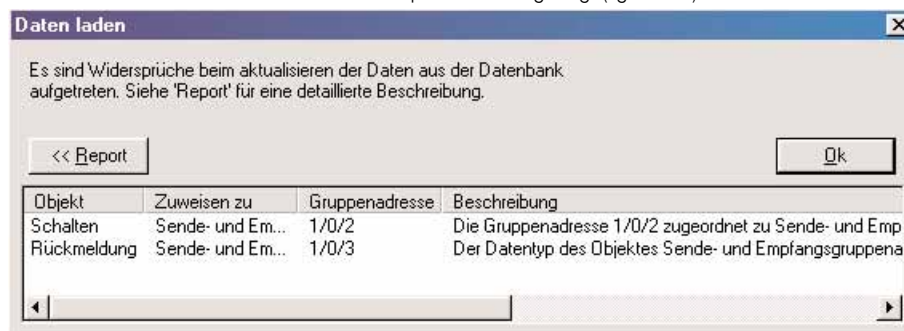 Daten laden
Es sind Widersprüche beim aktualisieren der Daten aus der Datenbank
aufgetreten. Siehe 'Report' für eine detaillierte Beschreibung.
<< Report
Ok
Objekt Zuweisen zu Gruppenadresse Beschreibung
Schalten Sende- und Em... 1/0/2 Die Gruppenadresse 1/0/2 zugeordnet zu Sende- und Emp
Rückmeldung Sende- und Em... 1/0/3 Der Datentyp des Objektes Sende- und Empfangsgruppena